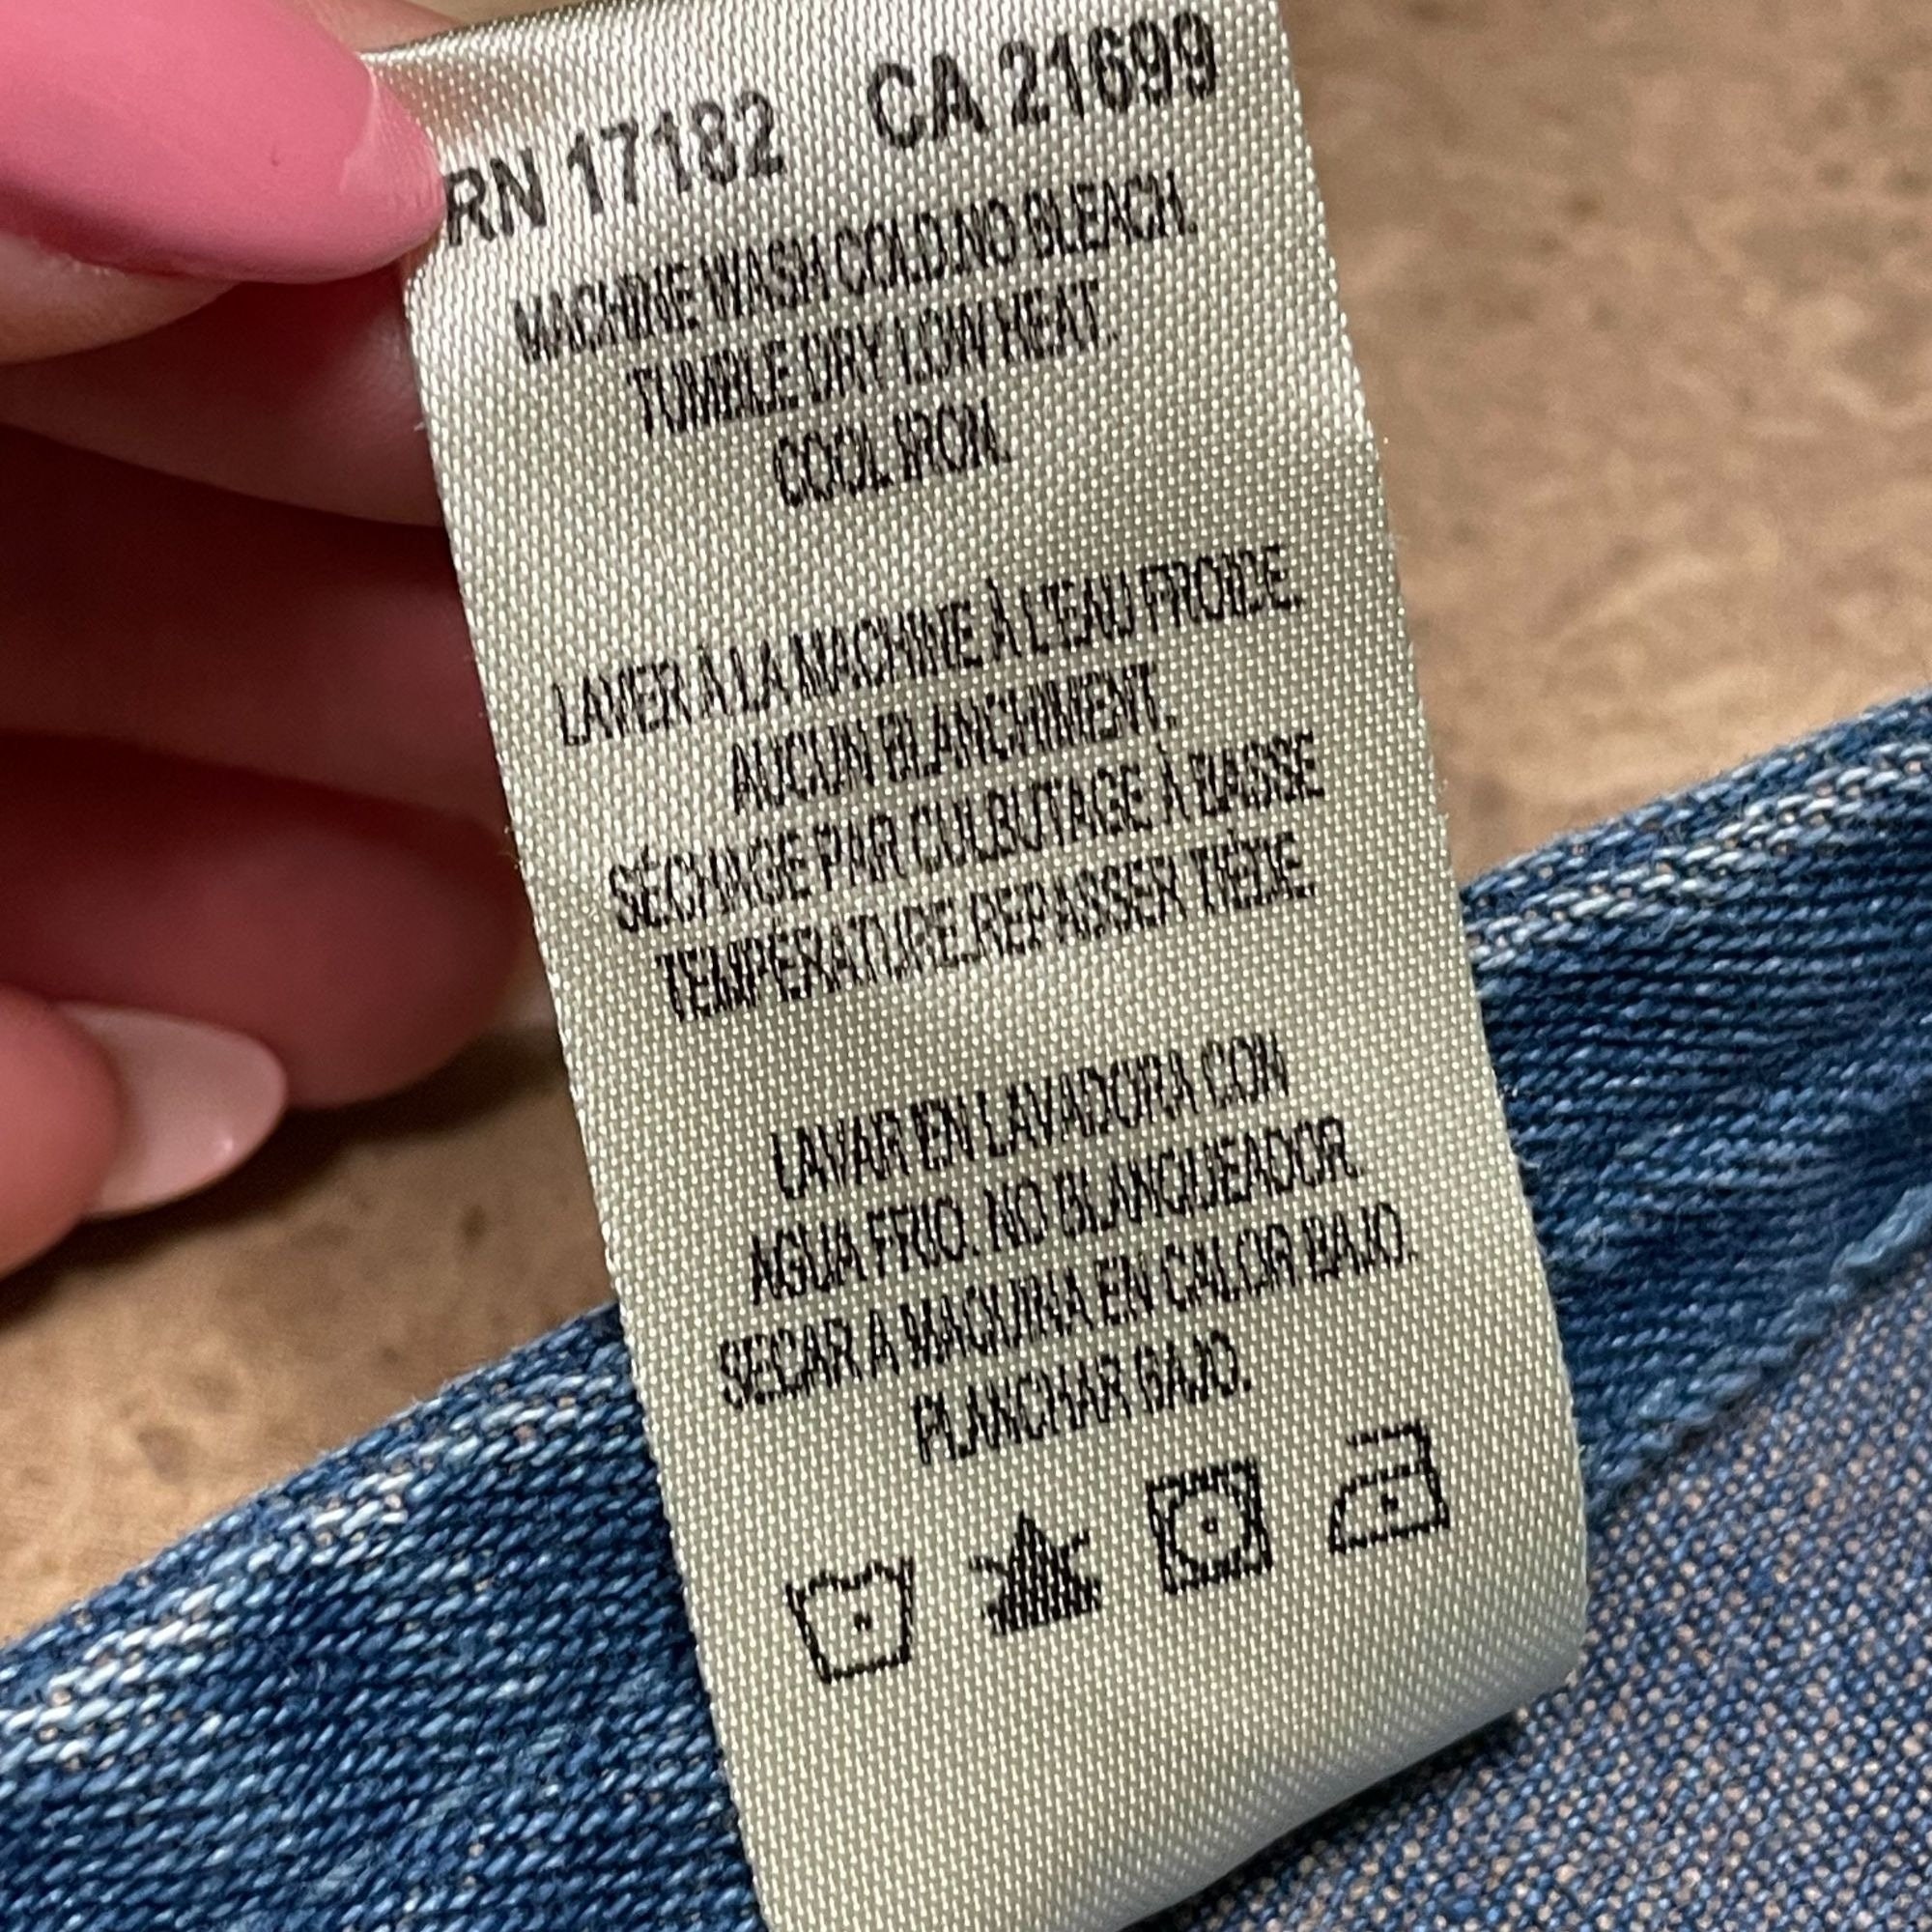 RN 17182 CA 21699
MACHINE WASH COLD.NO BLEACH.
TUMBLE DRY LOW HEAT.
COOL IRON.
LAVER À LA MACHINE À L'EAU FROIDE.
AUCUN BLANCHIMENT.
SÉCHAGE PAR CULBUTAGE À BASSE
TEMPÉRATURE.REPASSER TIÈDE.
LAVAR EN LAVADORA CON
AGUA FRIO. NO BLANQUEADOR
SECAR A MAQUINA EN CALOR BAJO.
PLANCHAR BAJO.